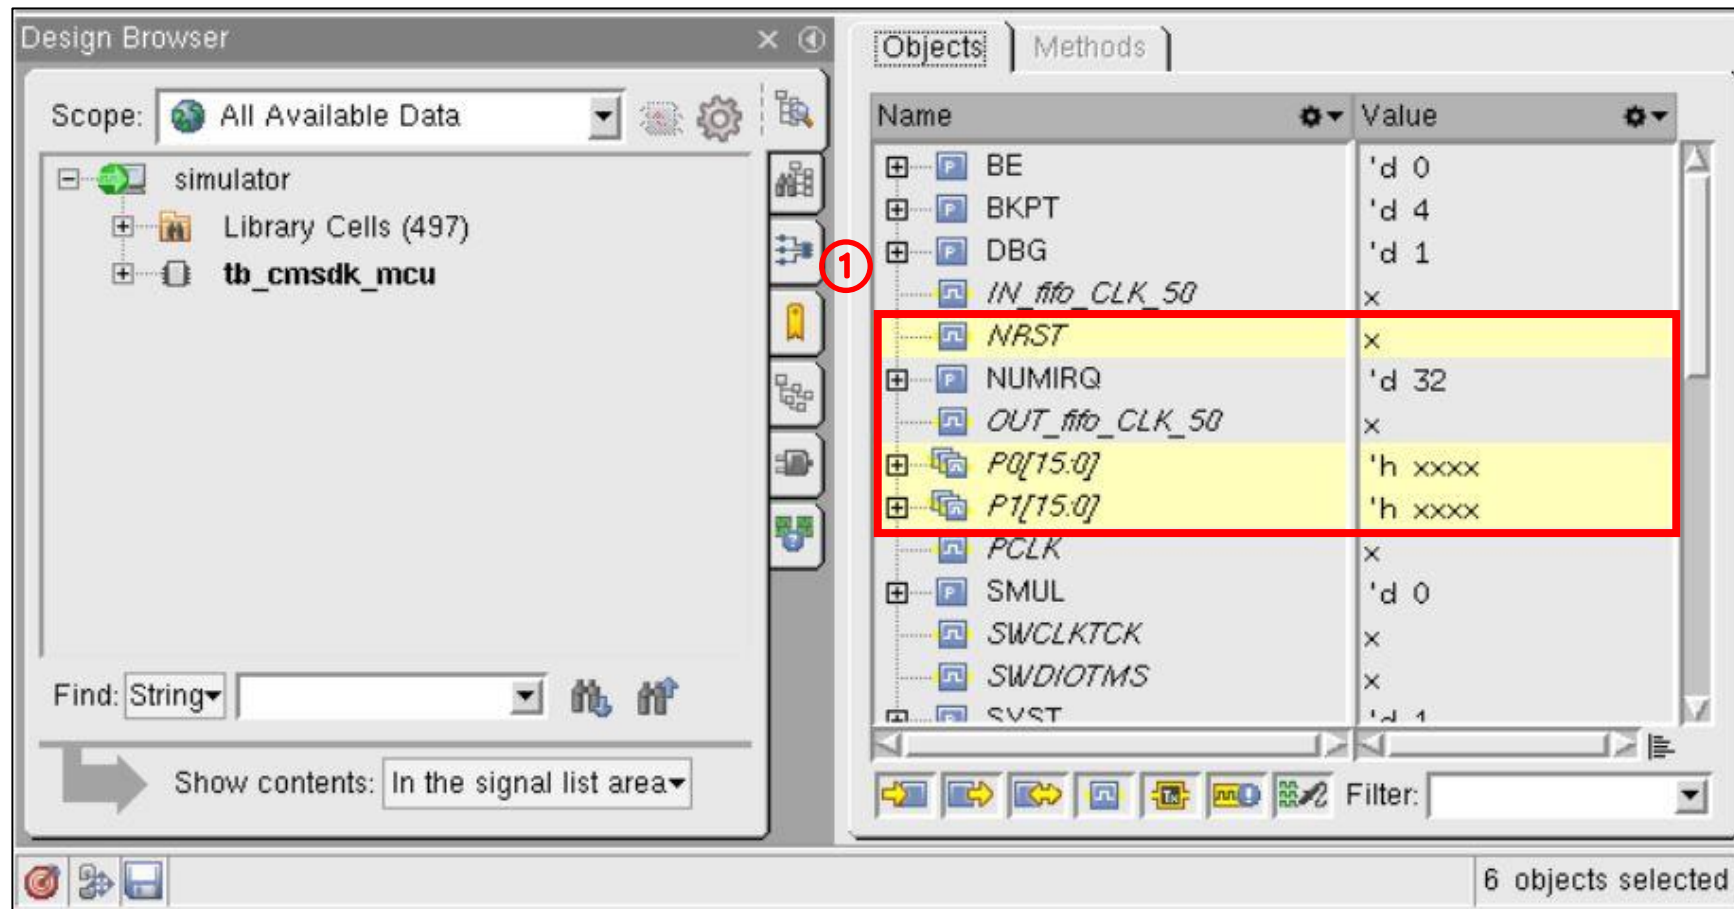 Design Browser
Scope: All Available Data
simulator
Library Cells (497)
tb_cmsdk_mcu
Find: String
Show contents: In the signal list area
1
Objects Methods
Name Value
BE 'd 0
BKPT 'd 4
DBG 'd 1
IN_fifo_CLK_50 x
NRST x
NUMIRQ 'd 32
OUT_fifo_CLK_50 x
P0[15:0] 'h xxxx
P1[15:0] 'h xxxx
PCLK x
SMUL 'd 0
SWCLKTCK x
SWDIOTMS x
SYST 'd 1
Filter:
6 objects selected